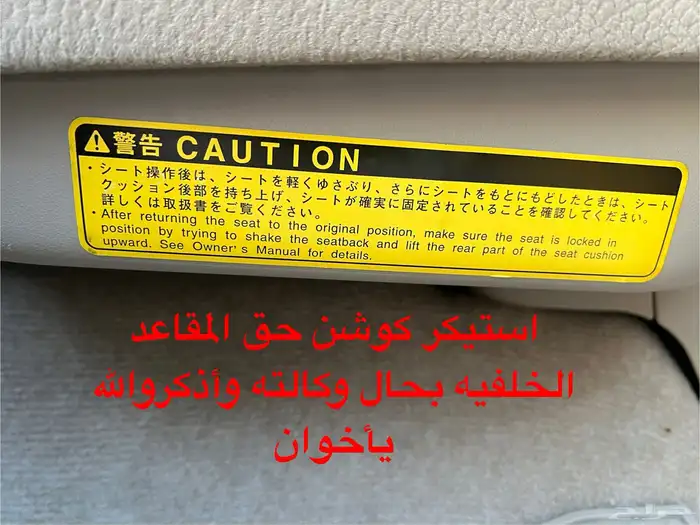 警告 CAUTION
・シート操作後は、シートを軽くゆさぶり、さらにシートをもとにもどしたときは、シート
クッション後部を持ち上げ、シートが確実に固定されていることを確認してください。
詳しくは取扱書をご覧ください。
・After returning the seat to the original position, make sure the seat is locked in
position by trying to shake the seatback and lift the rear part of the seat cushion
upward. See Owner's Manual for details.
استيكر كوشن حق المقاعد
الخلفيه بحال وكالته وأذكروالله
يأخوان
حراج